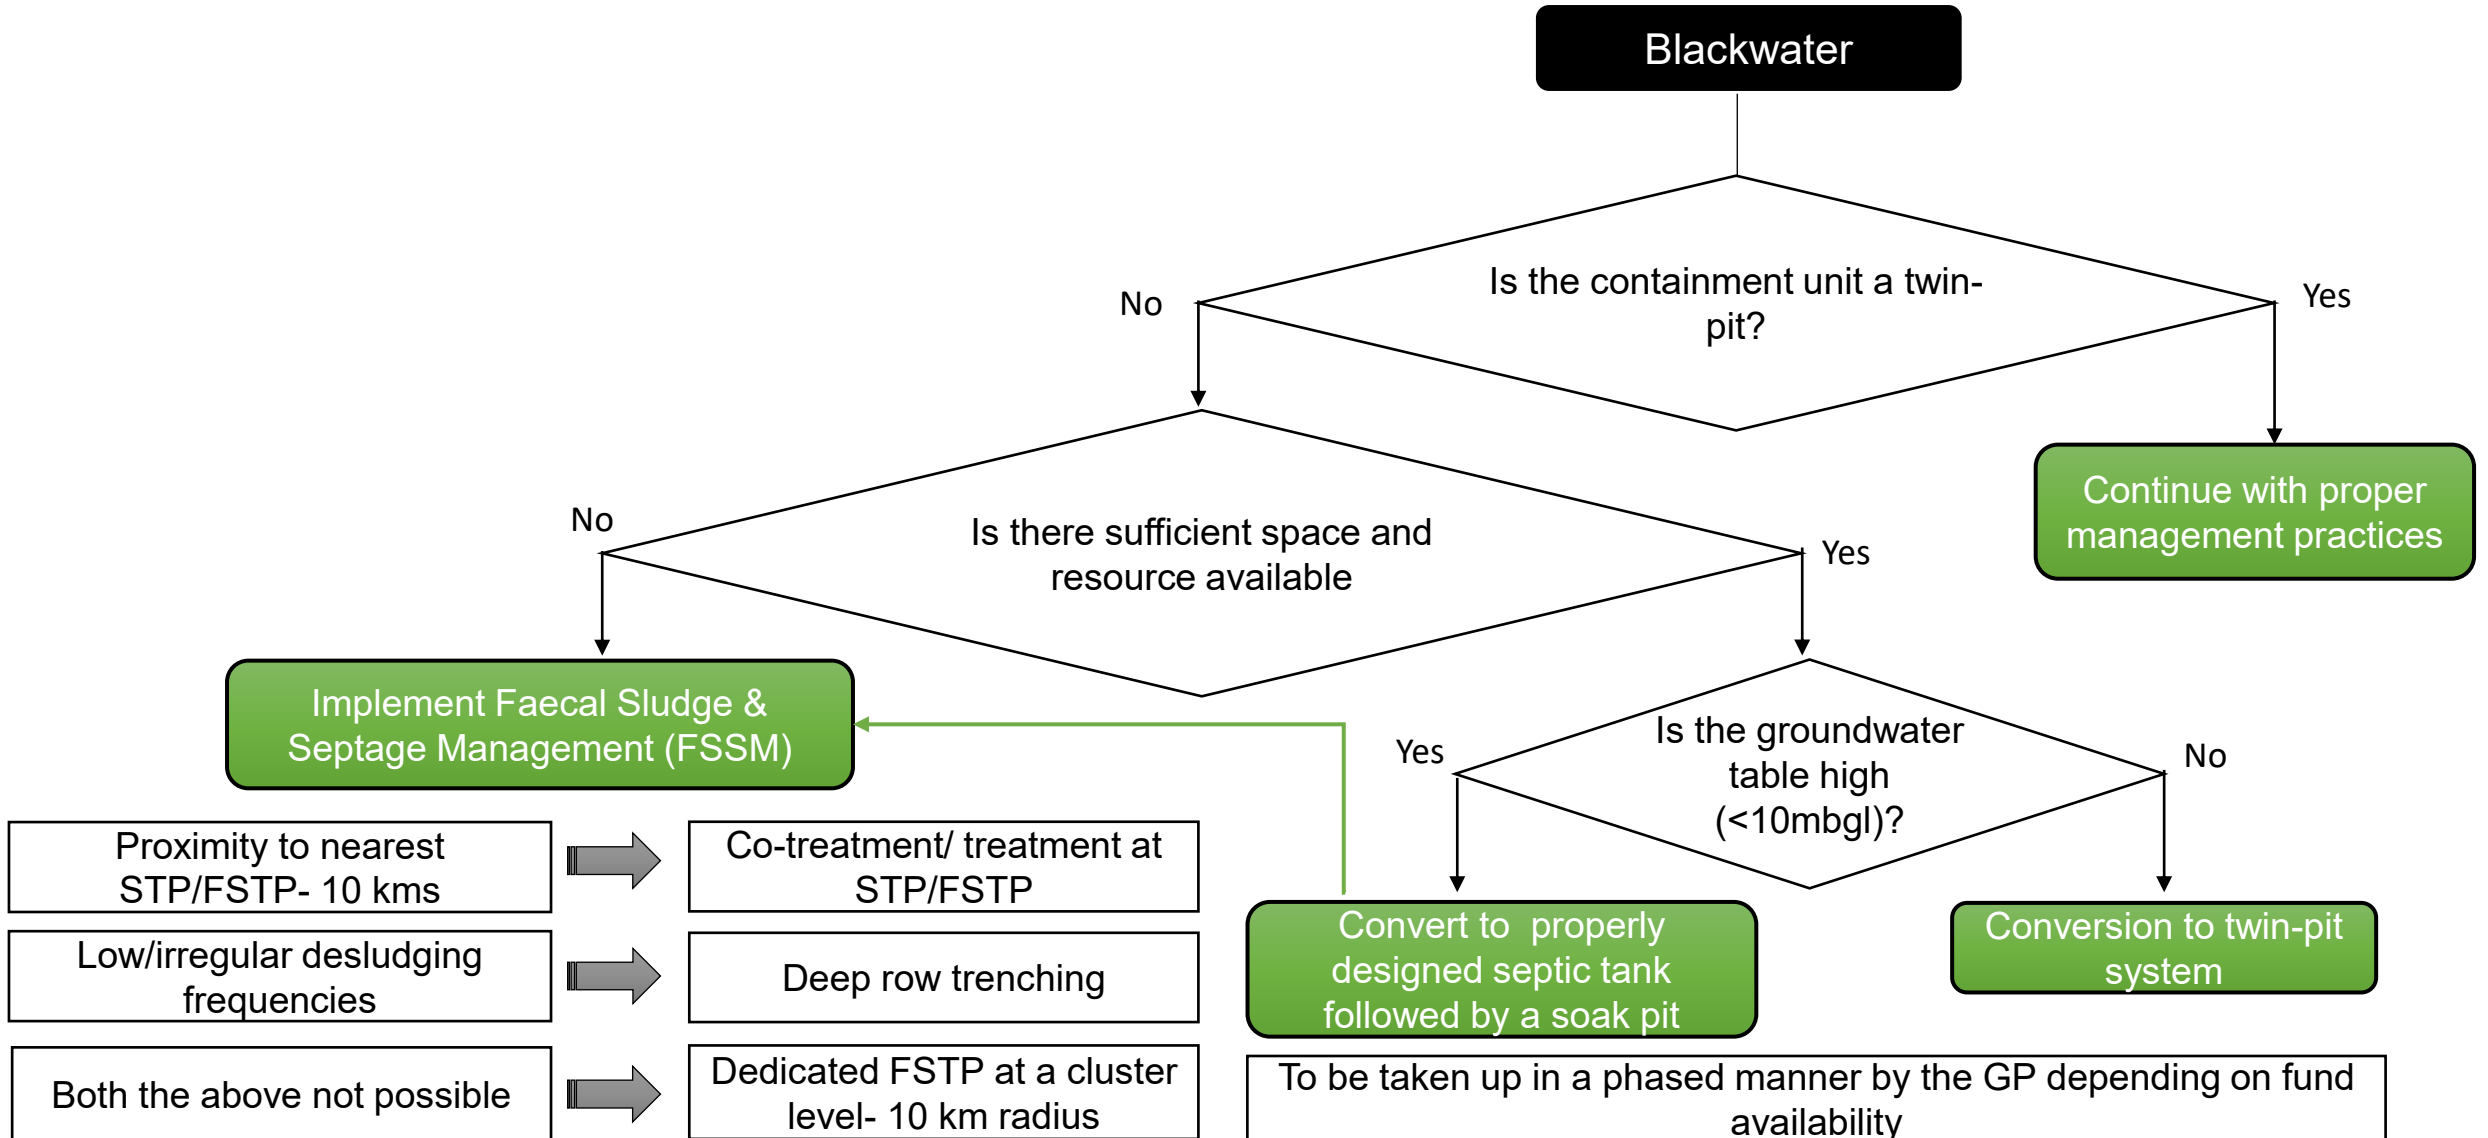 Blackwater
Is the containment unit a twin-
pit?
No
Yes
Continue with proper
management practices
Is there sufficient space and
resource available
No
Yes
Implement Faecal Sludge &
Septage Management (FSSM)
Is the groundwater
table high
(<10mbgl)?
Yes
No
Convert to  properly
designed septic tank
followed by a soak pit
Conversion to twin-pit
system
Proximity to nearest
STP/FSTP- 10 kms
Co-treatment/ treatment at
STP/FSTP
Low/irregular desludging
frequencies
Deep row trenching
Both the above not possible
Dedicated FSTP at a cluster
level- 10 km radius
To be taken up in a phased manner by the GP depending on fund
availability